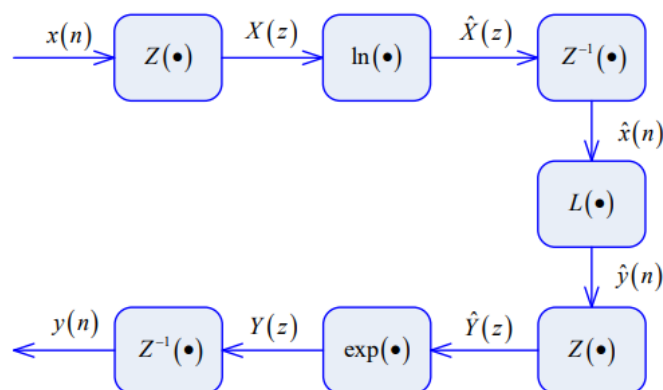 x(n) Z(•) X(z) ln(•) X̂(z) Z⁻¹(•)
x̂(n)
L(•)
ŷ(n)
y(n) Z⁻¹(•) Y(z) exp(•) Ŷ(z) Z(•)